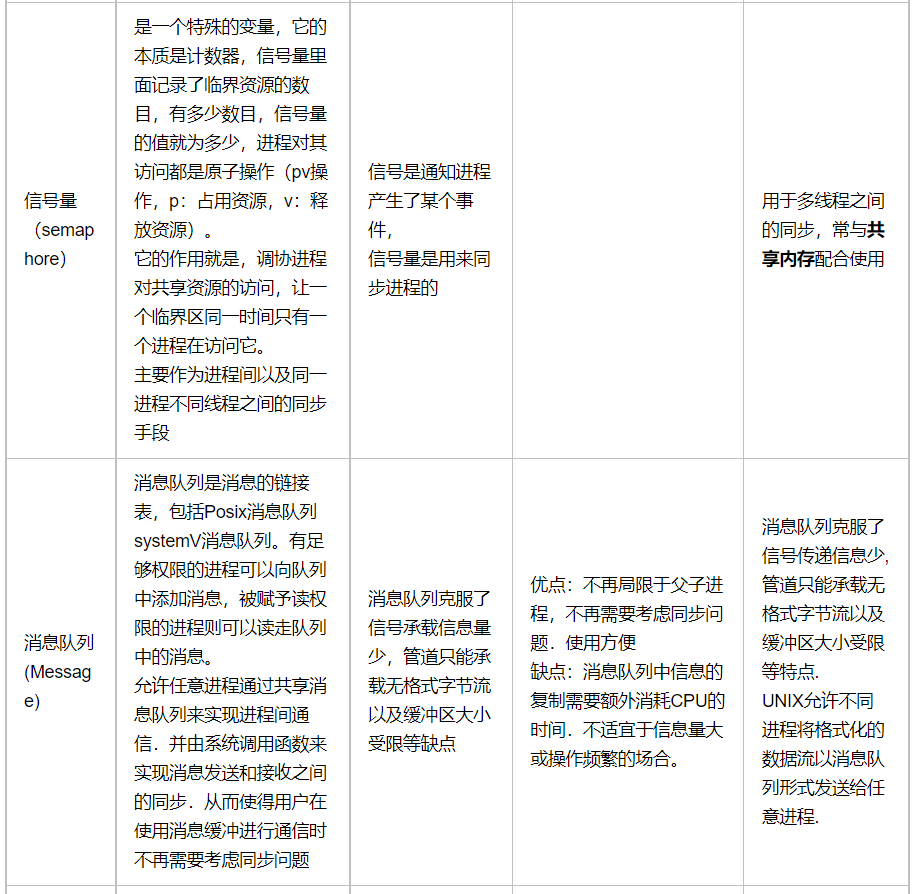 信号量
（semap
hore）
是一个特殊的变量，它的
本质是计数器，信号量里
面记录了临界资源的数
目，有多少数目，信号量
的值就为多少，进程对其
访问都是原子操作（pv操
作，p：占用资源，v：释
放资源）。
它的作用就是，调协进程
对共享资源的访问，让一
个临界区同一时间只有一
个进程在访问它。
主要作为进程间以及同一
进程不同线程之间的同步
手段
信号是通知进程
产生了某个事
件，
信号量是用来同
步进程的
用于多线程之间
的同步，常与共
享内存配合使用
消息队列
(Messag
e)
消息队列是消息的链接
表，包括Posix消息队列
systemV消息队列。有足
够权限的进程可以向队列
中添加消息，被赋予读权
限的进程则可以读走队列
中的消息。
允许任意进程通过共享消
息队列来实现进程间通
信．并由系统调用函数来
实现消息发送和接收之间
的同步．从而使得用户在
使用消息缓冲进行通信时
不再需要考虑同步问题
消息队列克服了
信号承载信息量
少，管道只能承
载无格式字节流
以及缓冲区大小
受限等缺点
优点：不再局限于父子进
程，不再需要考虑同步问
题．使用方便
缺点：消息队列中信息的
复制需要额外消耗CPU的
时间．不适宜于信息量大
或操作频繁的场合。
消息队列克服了
信号传递信息少,
管道只能承载无
格式字节流以及
缓冲区大小受限
等特点.
UNIX允许不同
进程将格式化的
数据流以消息队
列形式发送给任
意进程.